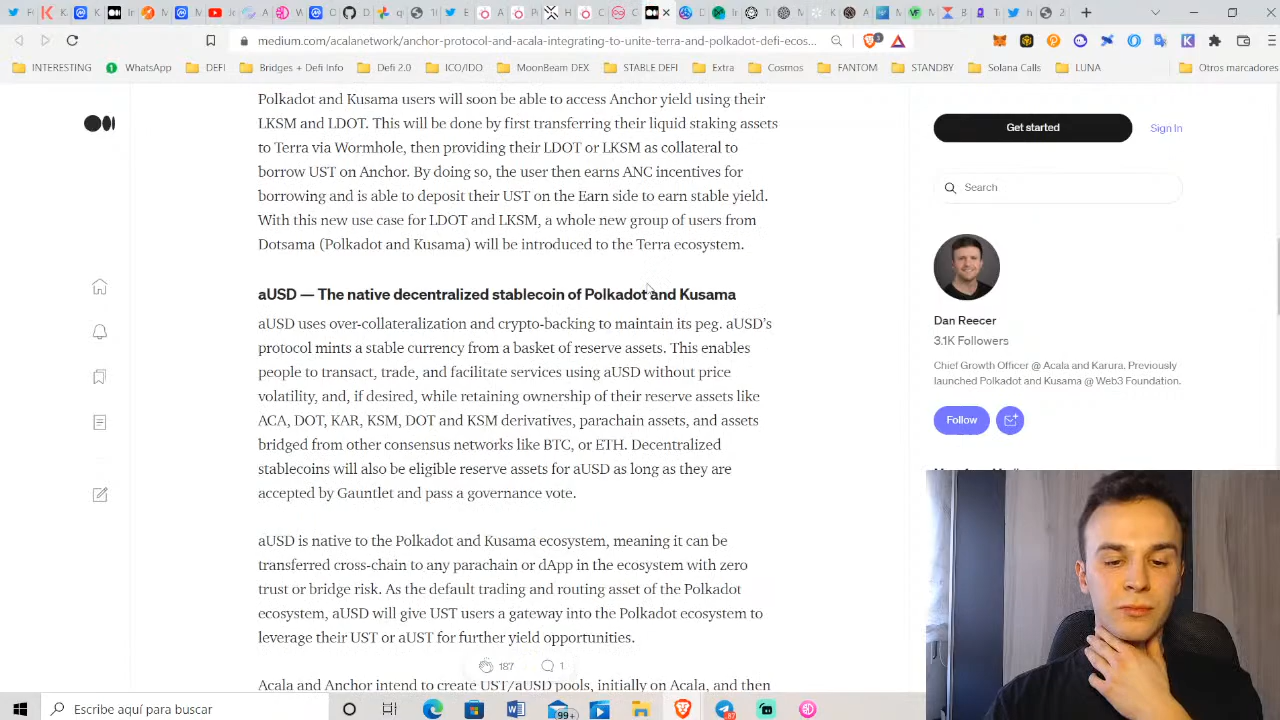 medium.com/acalanetwork/anchor-protocol-and-acala-integrating-to-unite-terra-and-polkadot-defi-ecos...
3
INTERESTING
WhatsApp
DEFI
Bridges + Defi Info
Defi 2.0
ICO/IDO
MoonBeam DEX
STABLE DEFI
Extra
Cosmos
FANTOM
STANDBY
Solana Calls
LUNA
Otros marcadores
Polkadot and Kusama users will soon be able to access Anchor yield using their
LKSM and LDOT. This will be done by first transferring their liquid staking assets
to Terra via Wormhole, then providing their LDOT or LKSM as collateral to
borrow UST on Anchor. By doing so, the user then earns ANC incentives for
borrowing and is able to deposit their UST on the Earn side to earn stable yield.
With this new use case for LDOT and LKSM, a whole new group of users from
Dotsama (Polkadot and Kusama) will be introduced to the Terra ecosystem.
aUSD — The native decentralized stablecoin of Polkadot and Kusama
aUSD uses over-collateralization and crypto-backing to maintain its peg. aUSD’s
protocol mints a stable currency from a basket of reserve assets. This enables
people to transact, trade, and facilitate services using aUSD without price
volatility, and, if desired, while retaining ownership of their reserve assets like
ACA, DOT, KAR, KSM, DOT and KSM derivatives, parachain assets, and assets
bridged from other consensus networks like BTC, or ETH. Decentralized
stablecoins will also be eligible reserve assets for aUSD as long as they are
accepted by Gauntlet and pass a governance vote.
aUSD is native to the Polkadot and Kusama ecosystem, meaning it can be
transferred cross-chain to any parachain or dApp in the ecosystem with zero
trust or bridge risk. As the default trading and routing asset of the Polkadot
ecosystem, aUSD will give UST users a gateway into the Polkadot ecosystem to
leverage their UST or aUST for further yield opportunities.
187
1
Acala and Anchor intend to create UST/aUSD pools, initially on Acala, and then
Get started
Sign In
Search
Dan Reecer
3.1K Followers
Chief Growth Officer @ Acala and Karura. Previously
launched Polkadot and Kusama @ Web3 Foundation.
Follow
Escribe aquí para buscar
99+
87